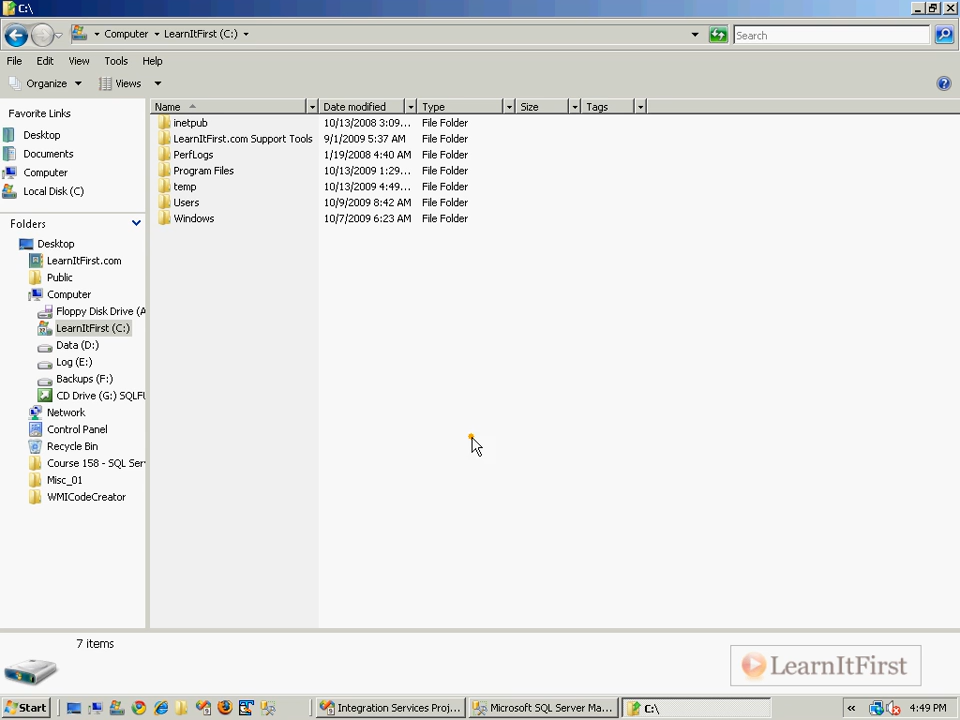 C:\
Computer LearnItFirst (C:) Search
File Edit View Tools Help
Organize Views
Favorite Links
Desktop
Documents
Computer
Local Disk (C)
Folders
Desktop
LearnItFirst.com
Public
Computer
Floppy Disk Drive (A
LearnItFirst (C:)
Data (D:)
Log (E:)
Backups (F:)
CD Drive (G:) SQLFU
Network
Control Panel
Recycle Bin
Course 158 - SQL Ser
Misc_01
WMICodeCreator
Name Date modified Type Size Tags
inetpub 10/13/2008 3:09... File Folder
LearnItFirst.com Support Tools 9/1/2009 5:37 AM File Folder
PerfLogs 1/19/2008 4:40 AM File Folder
Program Files 10/13/2009 1:29... File Folder
temp 10/13/2009 4:49... File Folder
Users 10/9/2009 8:42 AM File Folder
Windows 10/7/2009 6:23 AM File Folder
7 items
LearnItFirst
Start Integration Services Proj... Microsoft SQL Server Ma... C:\ « 4:49 PM